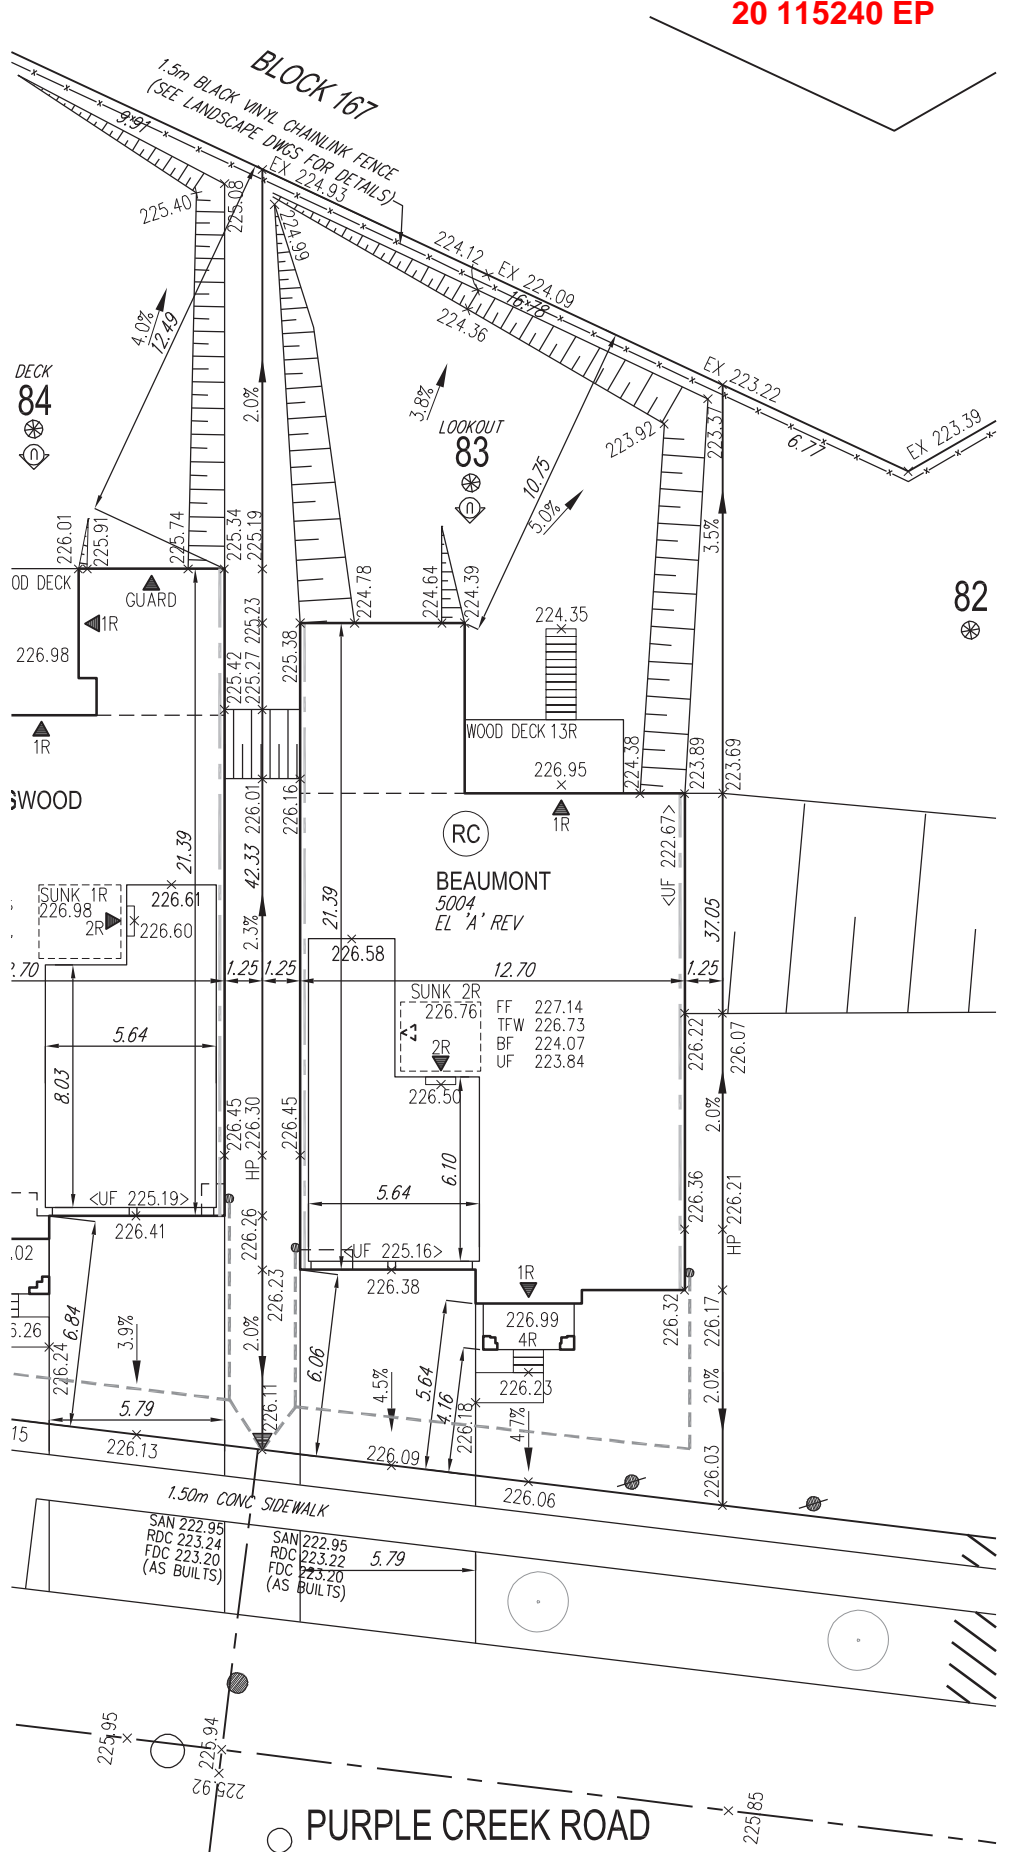 20 115240 EP
BLOCK 167
1.5m BLACK VINYL CHAINLINK FENCE
(SEE LANDSCAPE DWGS FOR DETAILS)
9.91
EX 224.93
225.40
225.08
224.99
224.12
EX 224.09
16.78
224.36
4.0%
12.49
EX 223.22
DECK
84
2.0%
3.8%
LOOKOUT
83
223.92
223.37
6.77
EX 223.39
10.75
5.0%
3.5%
226.01
225.91
225.74
225.34
225.19
OD DECK
GUARD
1R
226.98
225.23
225.38
224.78
224.64
224.39
224.35
82
225.42
225.27
1R
WOOD DECK 13R
226.95
224.38
223.89
223.69
SWOOD
226.01
226.16
1R
RC
<UF 222.67>
21.39
42.33
21.39
BEAUMONT
5004
EL 'A' REV
SUNK 1R
226.98
2R
226.61
226.60
2.3%
226.58
37.05
2.70
1.25
1.25
12.70
1.25
SUNK 2R
226.76
2R
226.50
FF 227.14
TFW 226.73
BF 224.07
UF 223.84
5.64
8.03
226.22
226.07
226.45
HP 226.30
226.45
2.0%
6.10
5.64
<UF 225.19>
226.41
226.26
226.36
HP 226.21
.02
<UF 225.16>
226.38
226.23
1R
226.99
4R
226.32
226.17
6.26
226.24
6.84
3.9%
2.0%
6.06
4.5%
5.64
4.16
226.23
2.0%
5.79
226.11
226.18
4.7%
15
226.13
226.09
226.06
226.03
1.50m CONC SIDEWALK
SAN 222.95
RDC 223.24
FDC 223.20
(AS BUILTS)
SAN 222.95
RDC 223.22
FDC 223.20
(AS BUILTS)
5.79
225.95
225.94
225.92
225.85
PURPLE CREEK ROAD